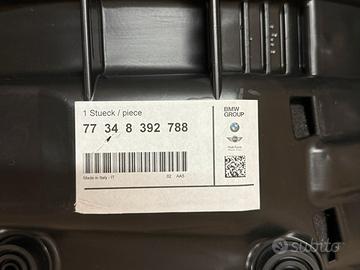 1 Stueck / piece
77 34 8 392 788
Made in Italy - IT
02 AA5
BMW
GROUP
subito